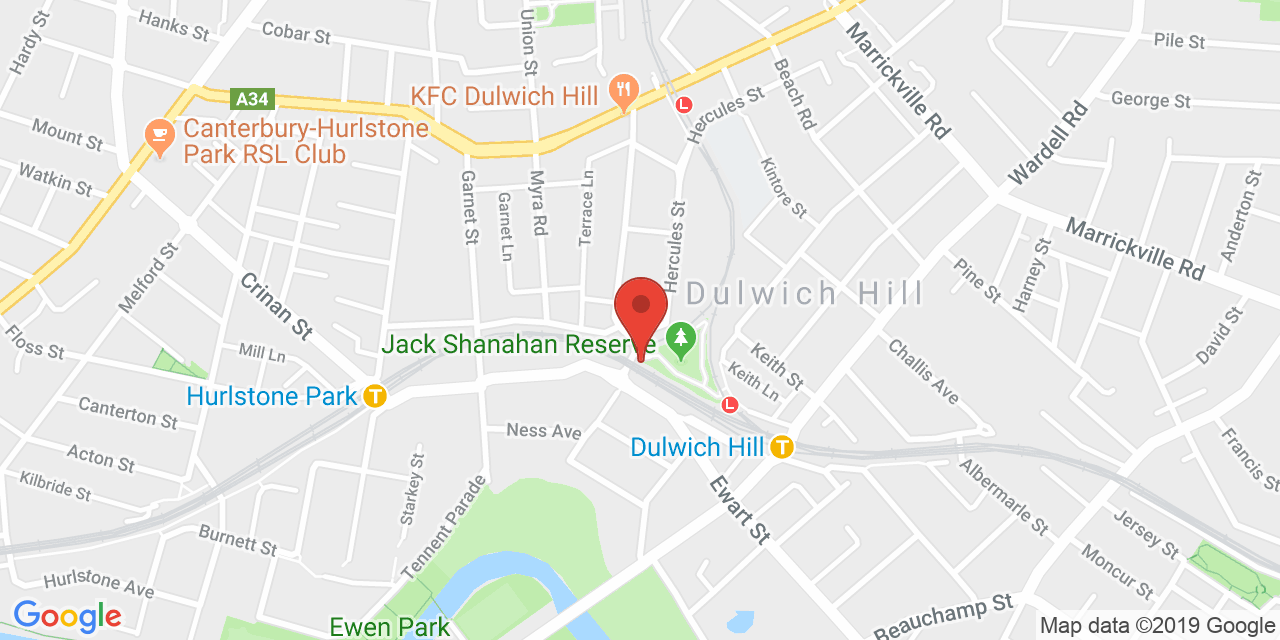 Hardy St
Hanks St
Cobar St
Union St
Pile St
Marrickville Rd
Beach Rd
KFC Dulwich Hill
A34
L
Hercules St
George St
Wardell Rd
Canterbury-Hurlstone
Park RSL Club
Mount St
Watkin St
Kintore St
Garnet St
Garnet Ln
Myra Rd
Terrace Ln
Hercules St
Anderton St
Marrickville Rd
Harney St
Pine St
Melford St
Crinan St
Dulwich Hill
David St
Floss St
Mill Ln
Jack Shanahan Reserve
Keith St
Keith Ln
Challis Ave
Hurlstone Park
T
L
Canterton St
Ness Ave
Dulwich Hill
T
Acton St
Kilbride St
Starkey St
Tennent Parade
Ewart St
Albermarle St
Francis St
Jersey St
Moncur St
Burnett St
Hurlstone Ave
Beauchamp St
Google
Ewen Park
Map data ©2019 Google